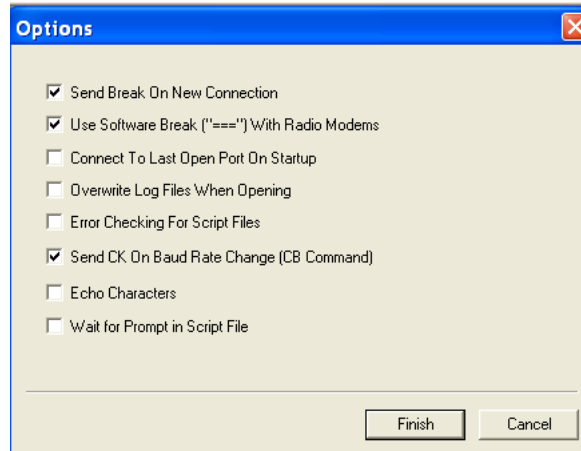 Options
Send Break On New Connection
Use Software Break ("===") With Radio Modems
Connect To Last Open Port On Startup
Overwrite Log Files When Opening
Error Checking For Script Files
Send CK On Baud Rate Change (CB Command)
Echo Characters
Wait for Prompt in Script File
Finish Cancel